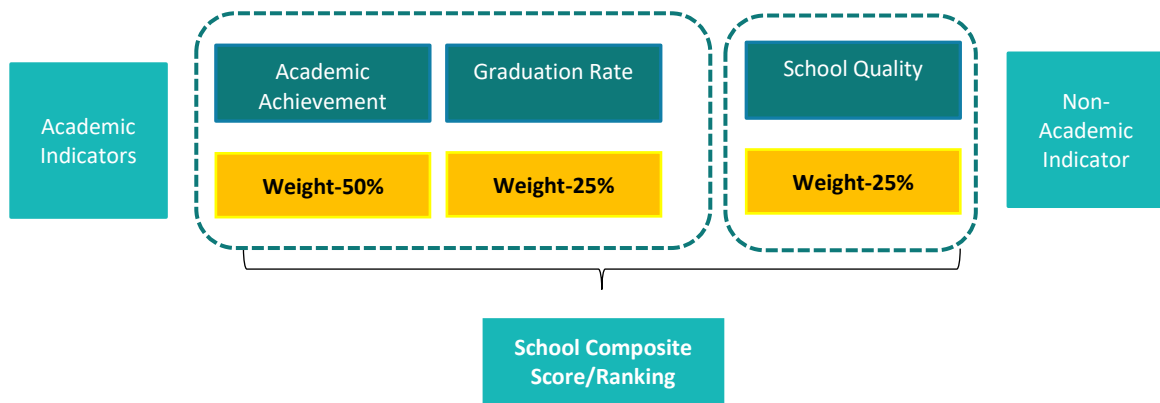 Academic
Indicators
Academic
Achievement
Graduation Rate
Weight-50%
Weight-25%
School Quality
Weight-25%
Non-
Academic
Indicator
School Composite
Score/Ranking